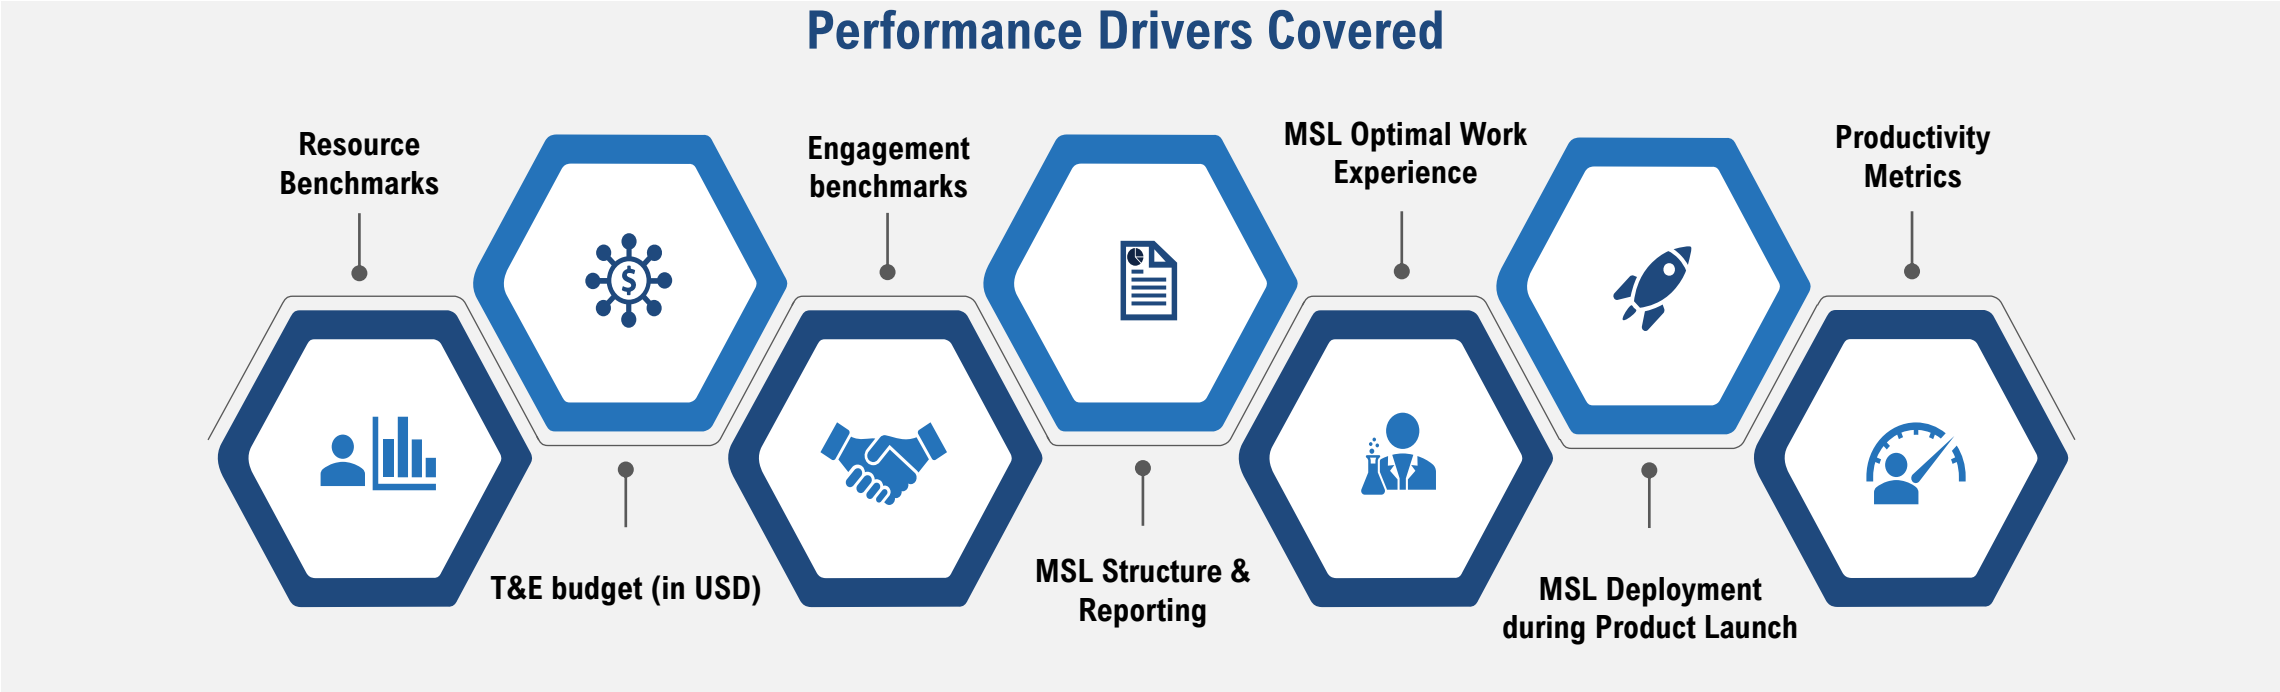 Performance Drivers Covered
Resource
Benchmarks
$
T&E budget (in USD)
Engagement
benchmarks
MSL Structure &
Reporting
MSL Optimal Work
Experience
MSL Deployment
during Product Launch
Productivity
Metrics